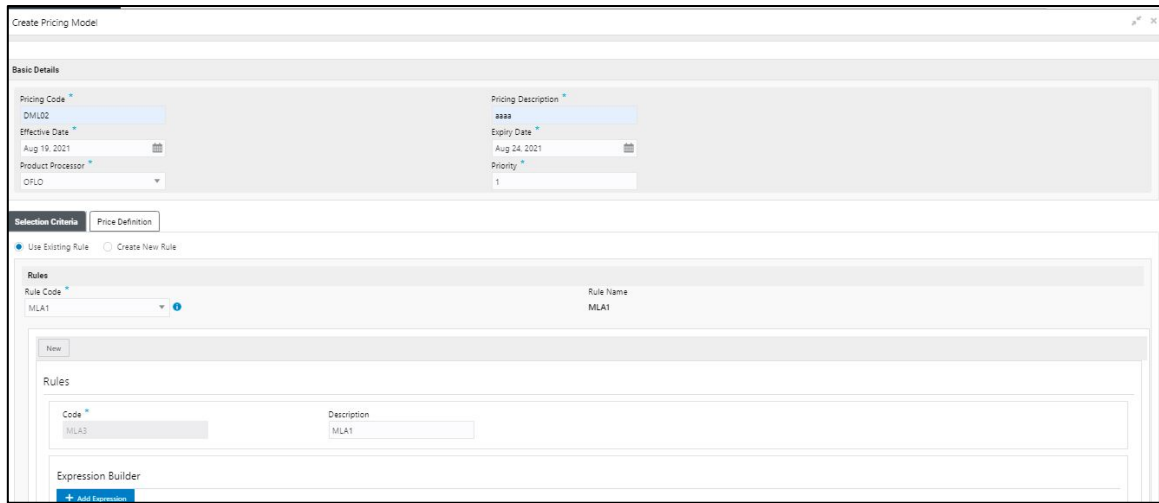 Create Pricing Model
Basic Details
Pricing Code * Pricing Description *
DML02 aaaa
Effective Date * Expiry Date *
Aug 19, 2021 Aug 24, 2021
Product Processor * Priority *
OFLO 1
Selection Criteria Price Definition
Use Existing Rule Create New Rule
Rules
Rule Code * Rule Name
MLA1 MLA1
New
Rules
Code * Description
MLA3 MLA1
Expression Builder
+ Add Expression